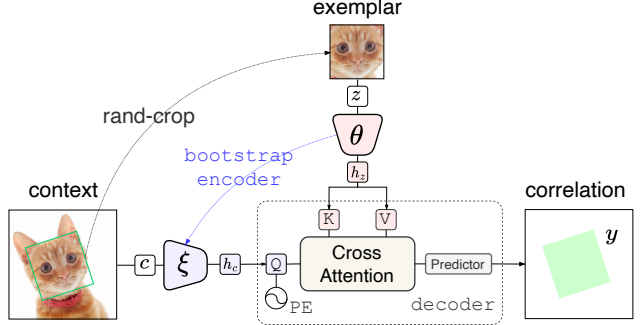 exemplar
z
rand-crop
θ
bootstrap
encoder
h_z
context
correlation
K
V
y
c
ξ
h_c
Q
Cross
Attention
Predictor
PE
decoder